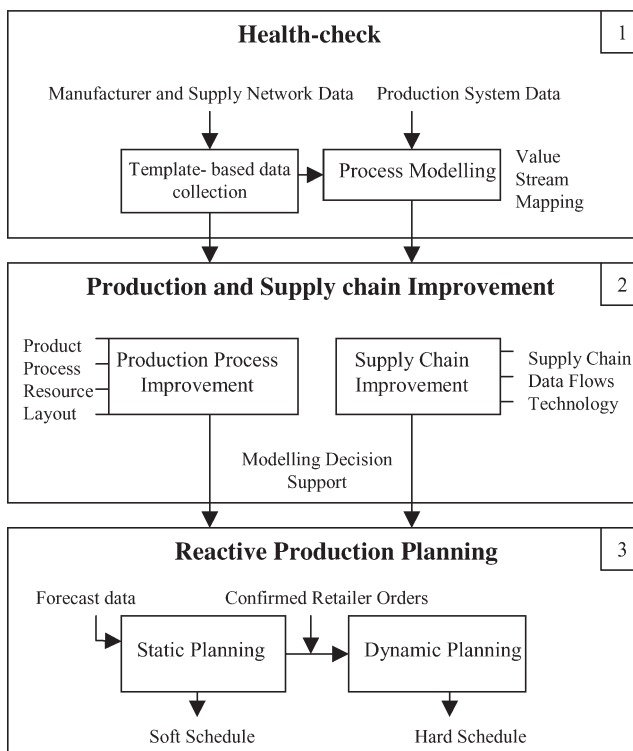 Health-check
1
Manufacturer and Supply Network Data
Production System Data
Template- based data
collection
Process Modelling
Value
Stream
Mapping
Production and Supply chain Improvement
2
Product
Process
Resource
Layout
Production Process
Improvement
Supply Chain
Improvement
Supply Chain
Data Flows
Technology
Modelling Decision
Support
Reactive Production Planning
3
Forecast data
Confirmed Retailer Orders
Static Planning
Dynamic Planning
Soft Schedule
Hard Schedule